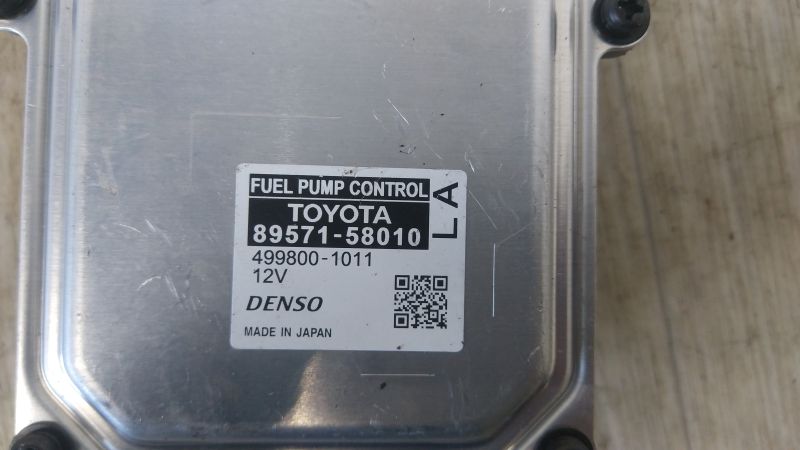 FUEL PUMP CONTROL
TOYOTA
89571-58010
LA
499800-1011
12V
DENSO
MADE IN JAPAN